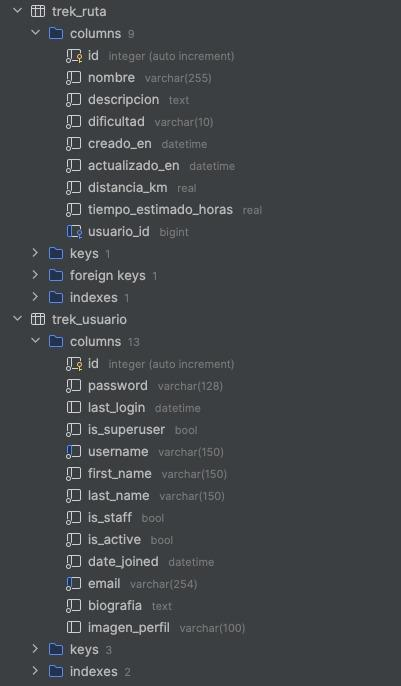 trek_ruta
columns 9
id integer (auto increment)
nombre varchar(255)
descripcion text
dificultad varchar(10)
creado_en datetime
actualizado_en datetime
distancia_km real
tiempo_estimado_horas real
usuario_id bigint
keys 1
foreign keys 1
indexes 1
trek_usuario
columns 13
id integer (auto increment)
password varchar(128)
last_login datetime
is_superuser bool
username varchar(150)
first_name varchar(150)
last_name varchar(150)
is_staff bool
is_active bool
date_joined datetime
email varchar(254)
biografia text
imagen_perfil varchar(100)
keys 3
indexes 2